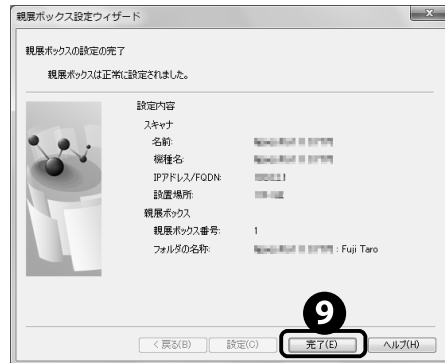 親展ボックス設定ウィザード
親展ボックスの設定の完了
親展ボックスは正常に設定されました。
設定内容
スキャナ
名前:
機種名:
IPアドレス/FQDN:
設置場所:
親展ボックス
親展ボックス番号: 1
フォルダの名称: : Fuji Taro
9
< 戻る(B) 設定(C) 完了(E) ヘルプ(H)